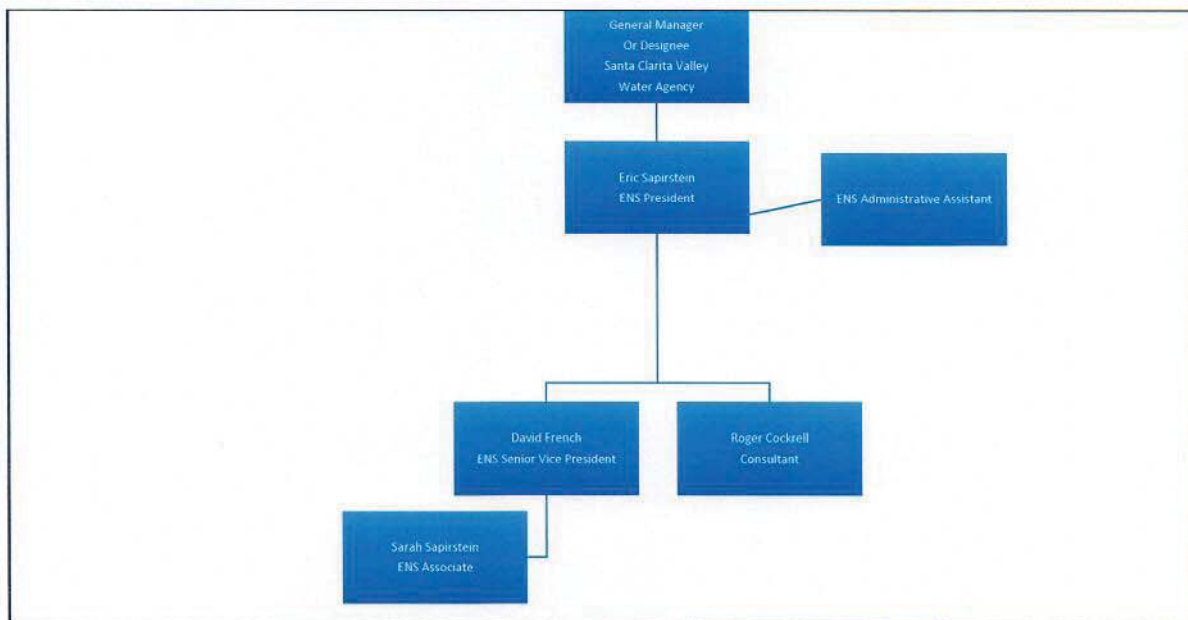 General Manager
Or Designee
Santa Clarita Valley
Water Agency
Eric Sapirstein
ENS President
ENS Administrative Assistant
David French
ENS Senior Vice President
Roger Cockrell
Consultant
Sarah Sapirstein
ENS Associate